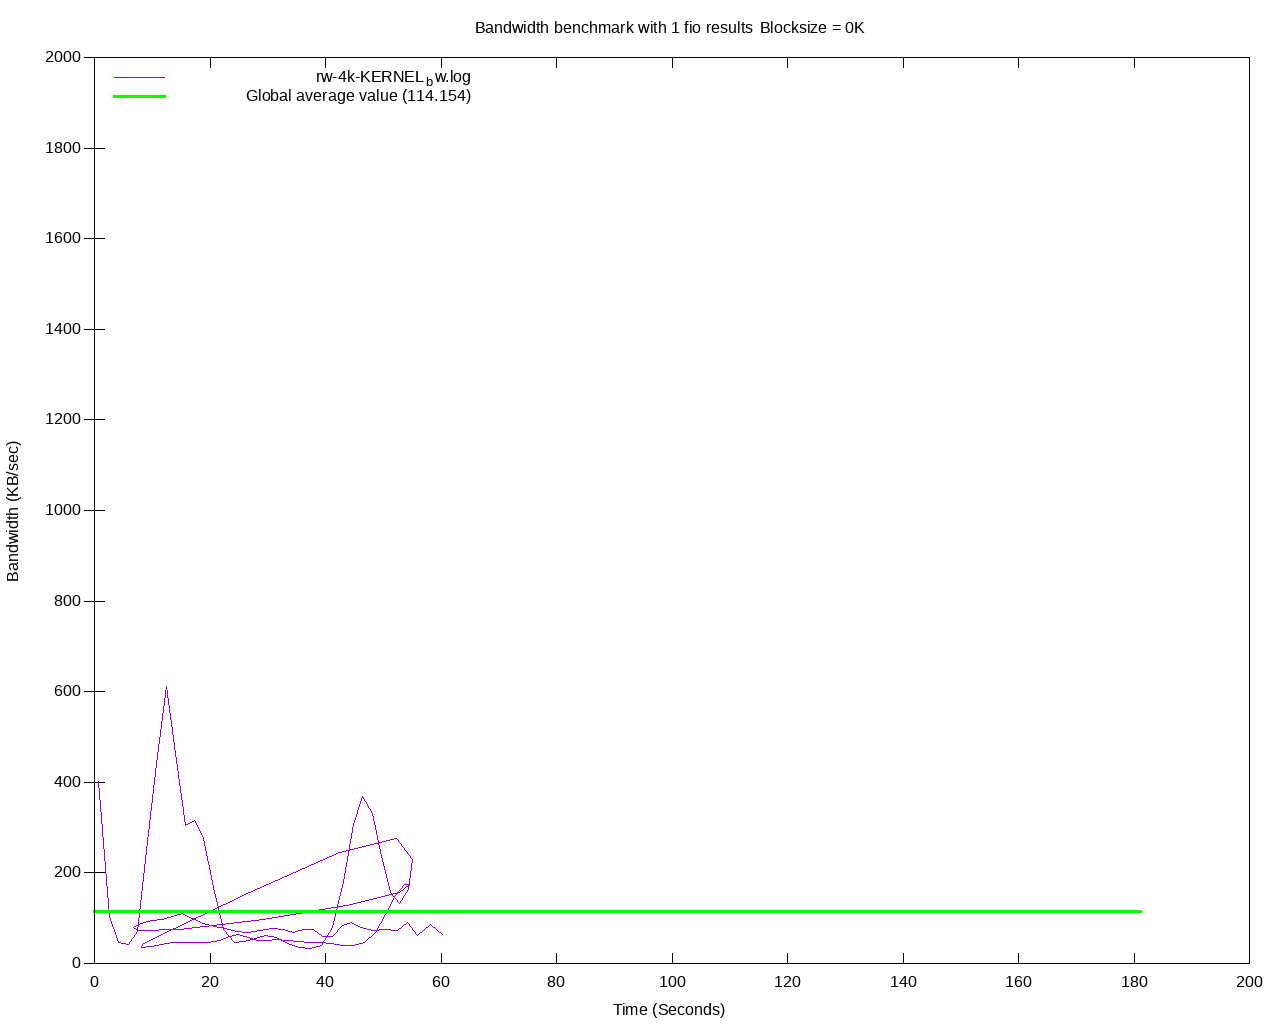 Bandwidth benchmark with 1 fio results Blocksize = 0K
rw-4k-KERNEL_bw.log
Global average value (114.154)
2000
1800
1600
1400
1200
1000
800
600
400
200
0
Bandwidth (KB/sec)
0 20 40 60 80 100 120 140 160 180 200
Time (Seconds)